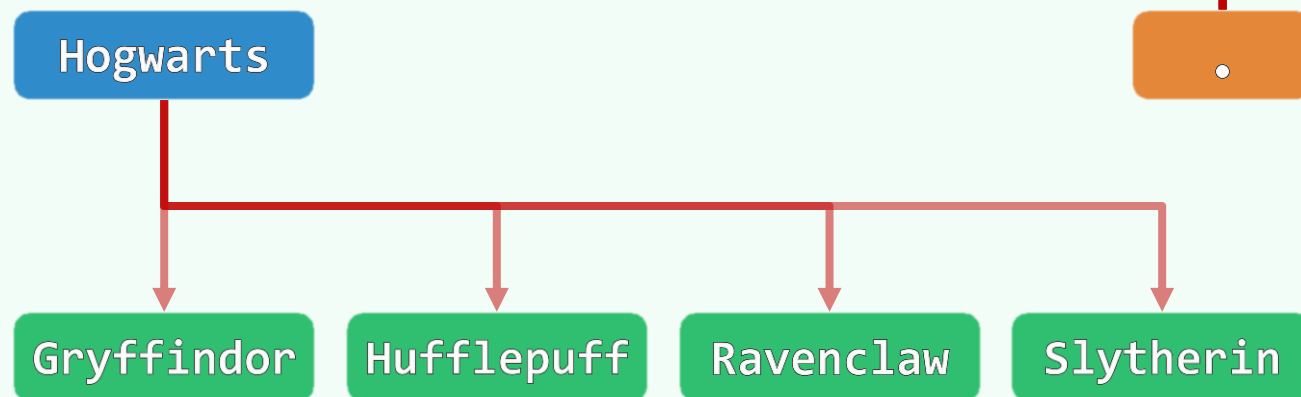 Hogwarts
Gryffindor
Hufflepuff
Ravenclaw
Slytherin